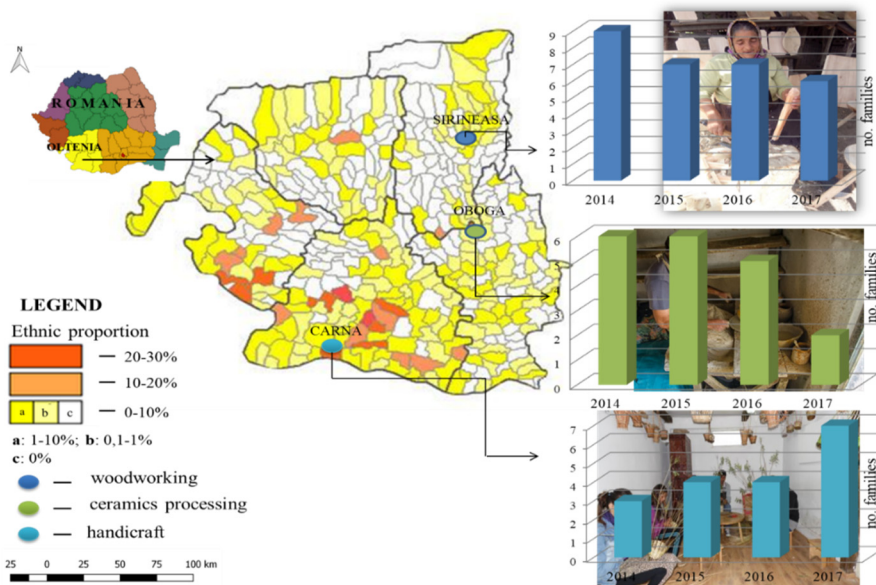 N
R O M A N I A
OLTENIA
SIRINEASA
OBOGA
CARNA
LEGEND
Ethnic proportion
20-30%
10-20%
a b c
0-10%
a: 1-10%; b: 0,1-1%
c: 0%
woodworking
ceramics processing
handicraft
25 0 25 50 75 100 km
9
8
7
6
5
4
3
2
1
0
2014 2015 2016 2017
no. families
6
5
4
3
2
1
0
2014 2015 2016 2017
no. families
7
6
5
4
3
2
1
0
2014 2015 2016 2017
no. families